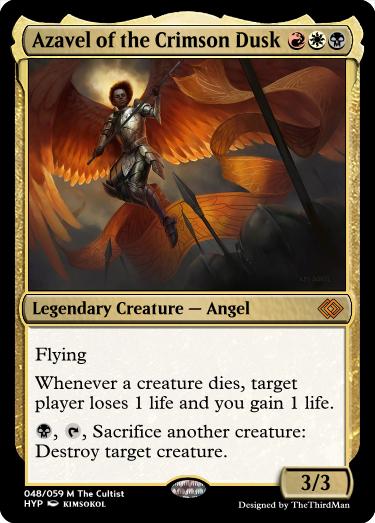 Azavel of the Crimson Dusk
Legendary Creature — Angel
Flying
Whenever a creature dies, target
player loses 1 life and you gain 1 life.
, , Sacrifice another creature:
Destroy target creature.
3/3
048/059 M The Cultist
HYP KIMSOKOL
Designed by TheThirdMan